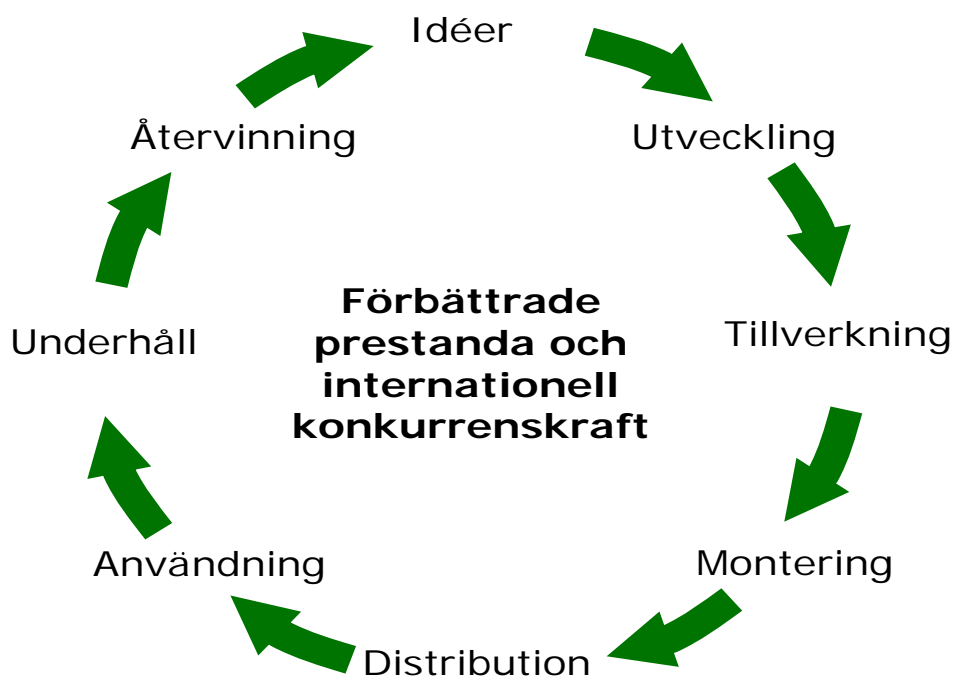 Idéer
Utveckling
Tillverkning
Montering
Distribution
Användning
Underhåll
Återvinning
Förbättrade
prestanda och
internationell
konkurrenskraft